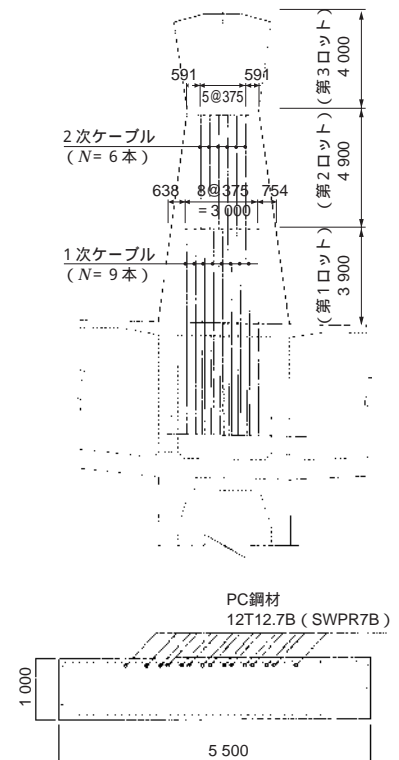 591
591
5@375
2次ケーブル
(N=6本)
638
8@375
754
=3 000
1次ケーブル
(N=9本)
(第3ロット)
4 000
(第2ロット)
4 900
(第1ロット)
3 900
PC鋼材
12T12.7B(SWPR7B)
1 000
5 500